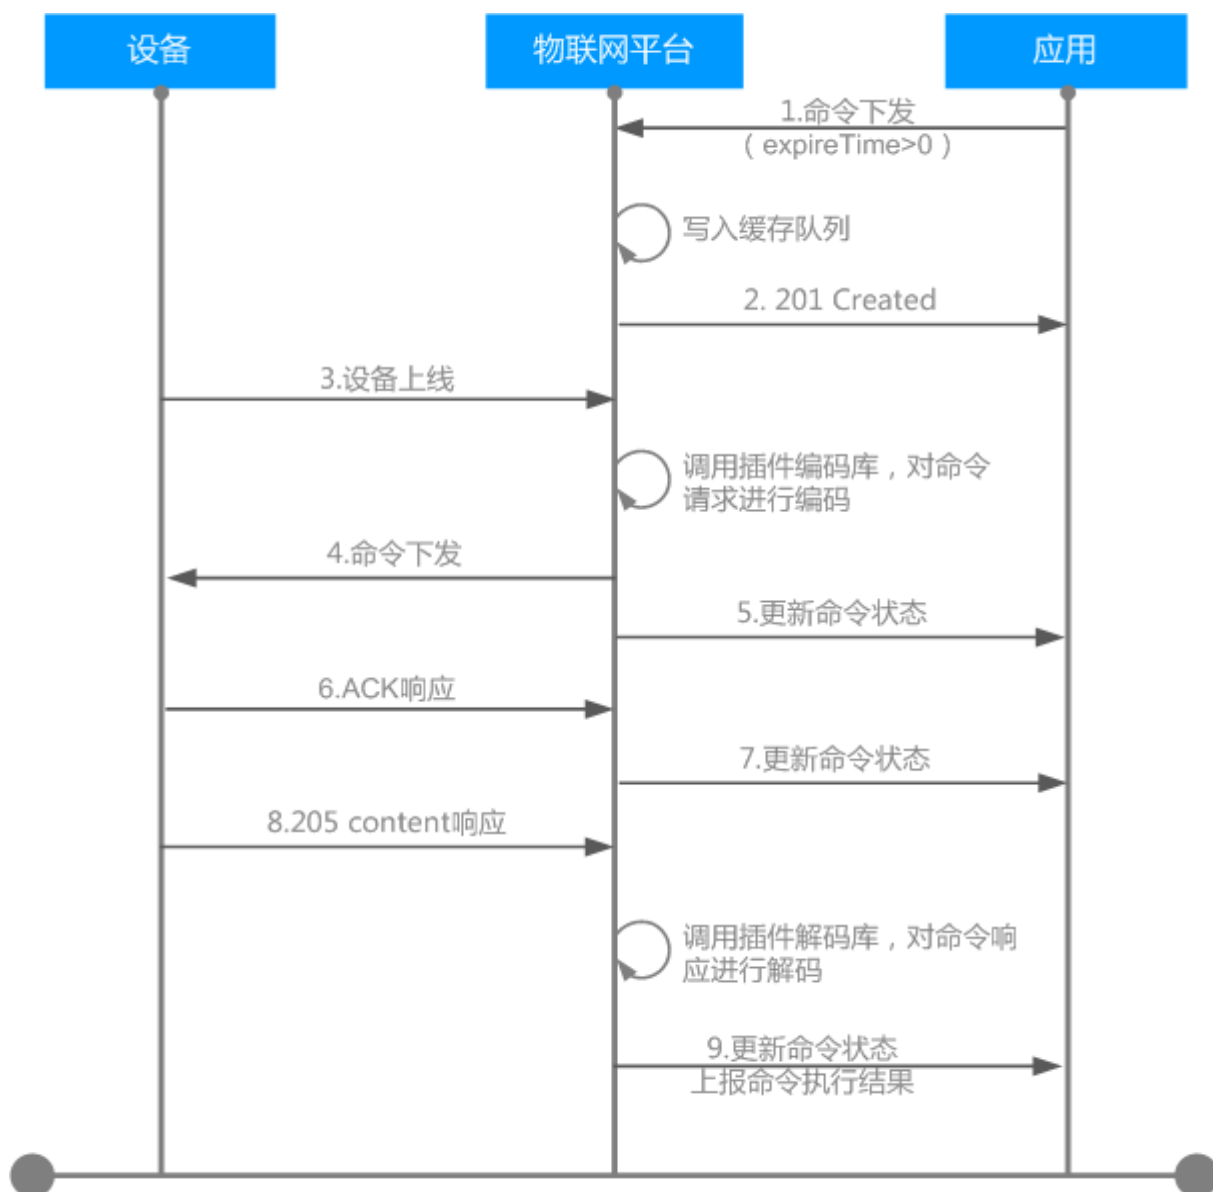 设备
物联网平台
应用
1.命令下发
（expireTime>0）
写入缓存队列
2. 201 Created
3.设备上线
调用插件编码库，对命令
请求进行编码
4.命令下发
5.更新命令状态
6.ACK响应
7.更新命令状态
8.205 content响应
调用插件解码库，对命令响
应进行解码
9.更新命令状态
上报命令执行结果